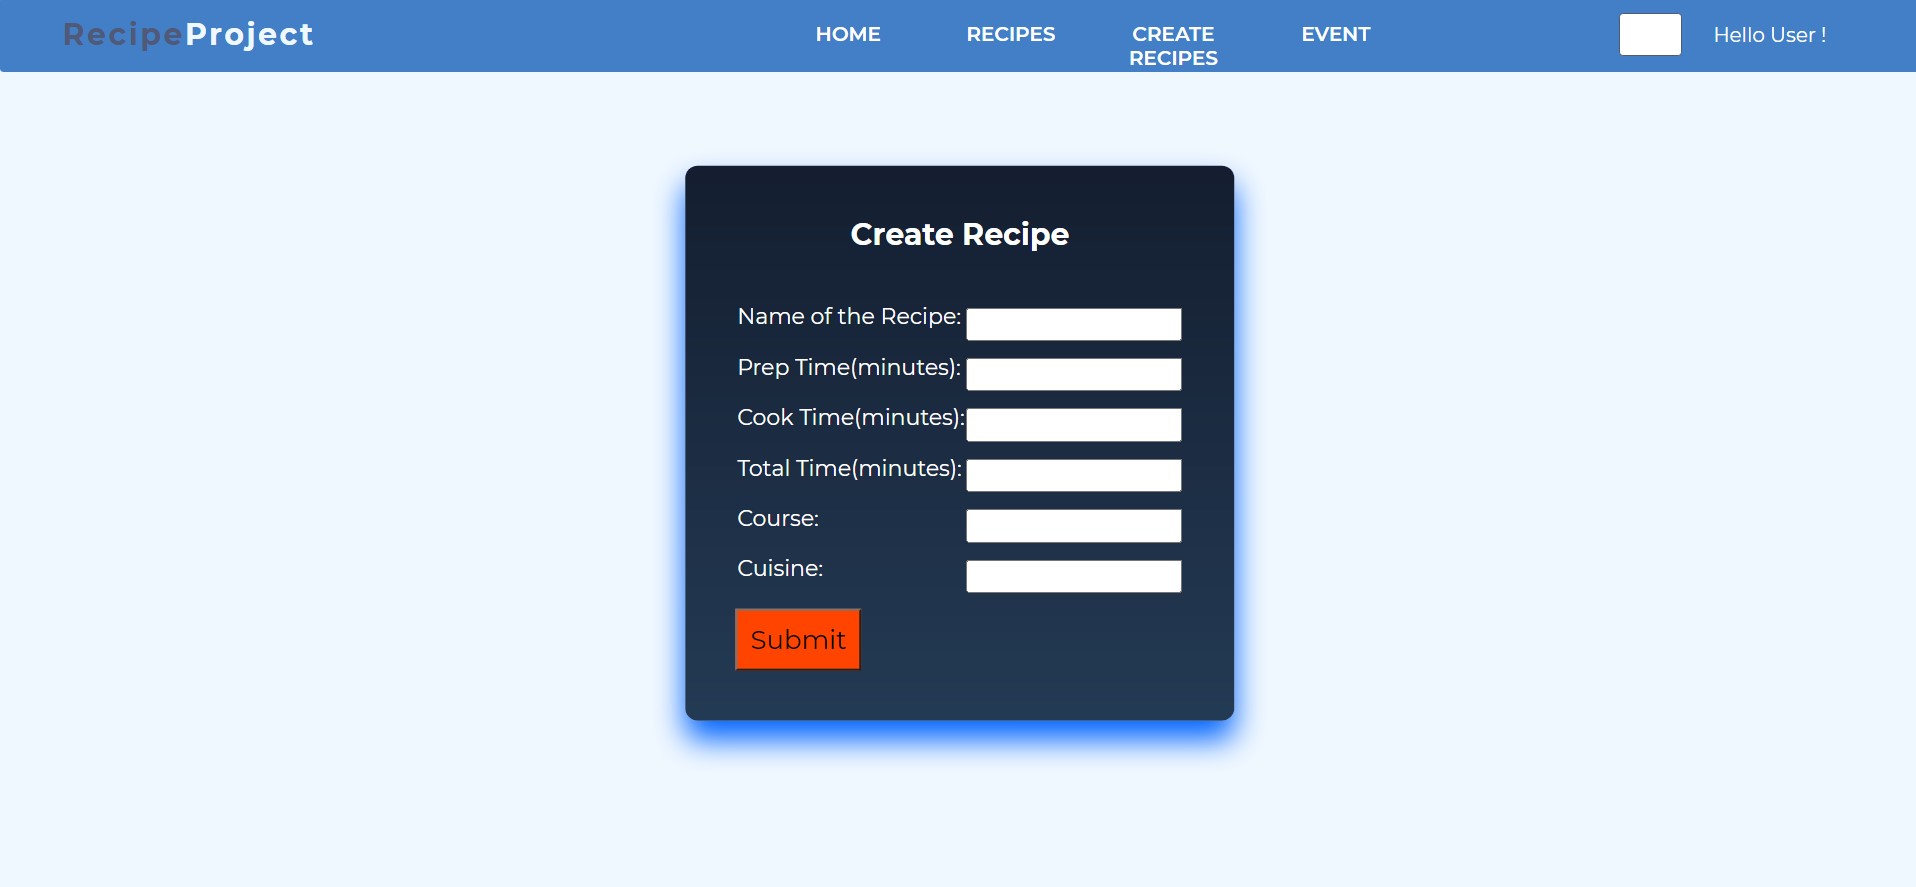 RecipeProject
HOME
RECIPES
CREATE
RECIPES
EVENT
Hello User !
Create Recipe
Name of the Recipe:
Prep Time(minutes):
Cook Time(minutes):
Total Time(minutes):
Course:
Cuisine:
Submit